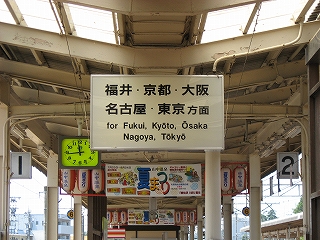 福井・京都・大阪
名古屋・東京方面
for Fukui, Kyōto, Ōsaka
Nagoya, Tōkyō
1
2